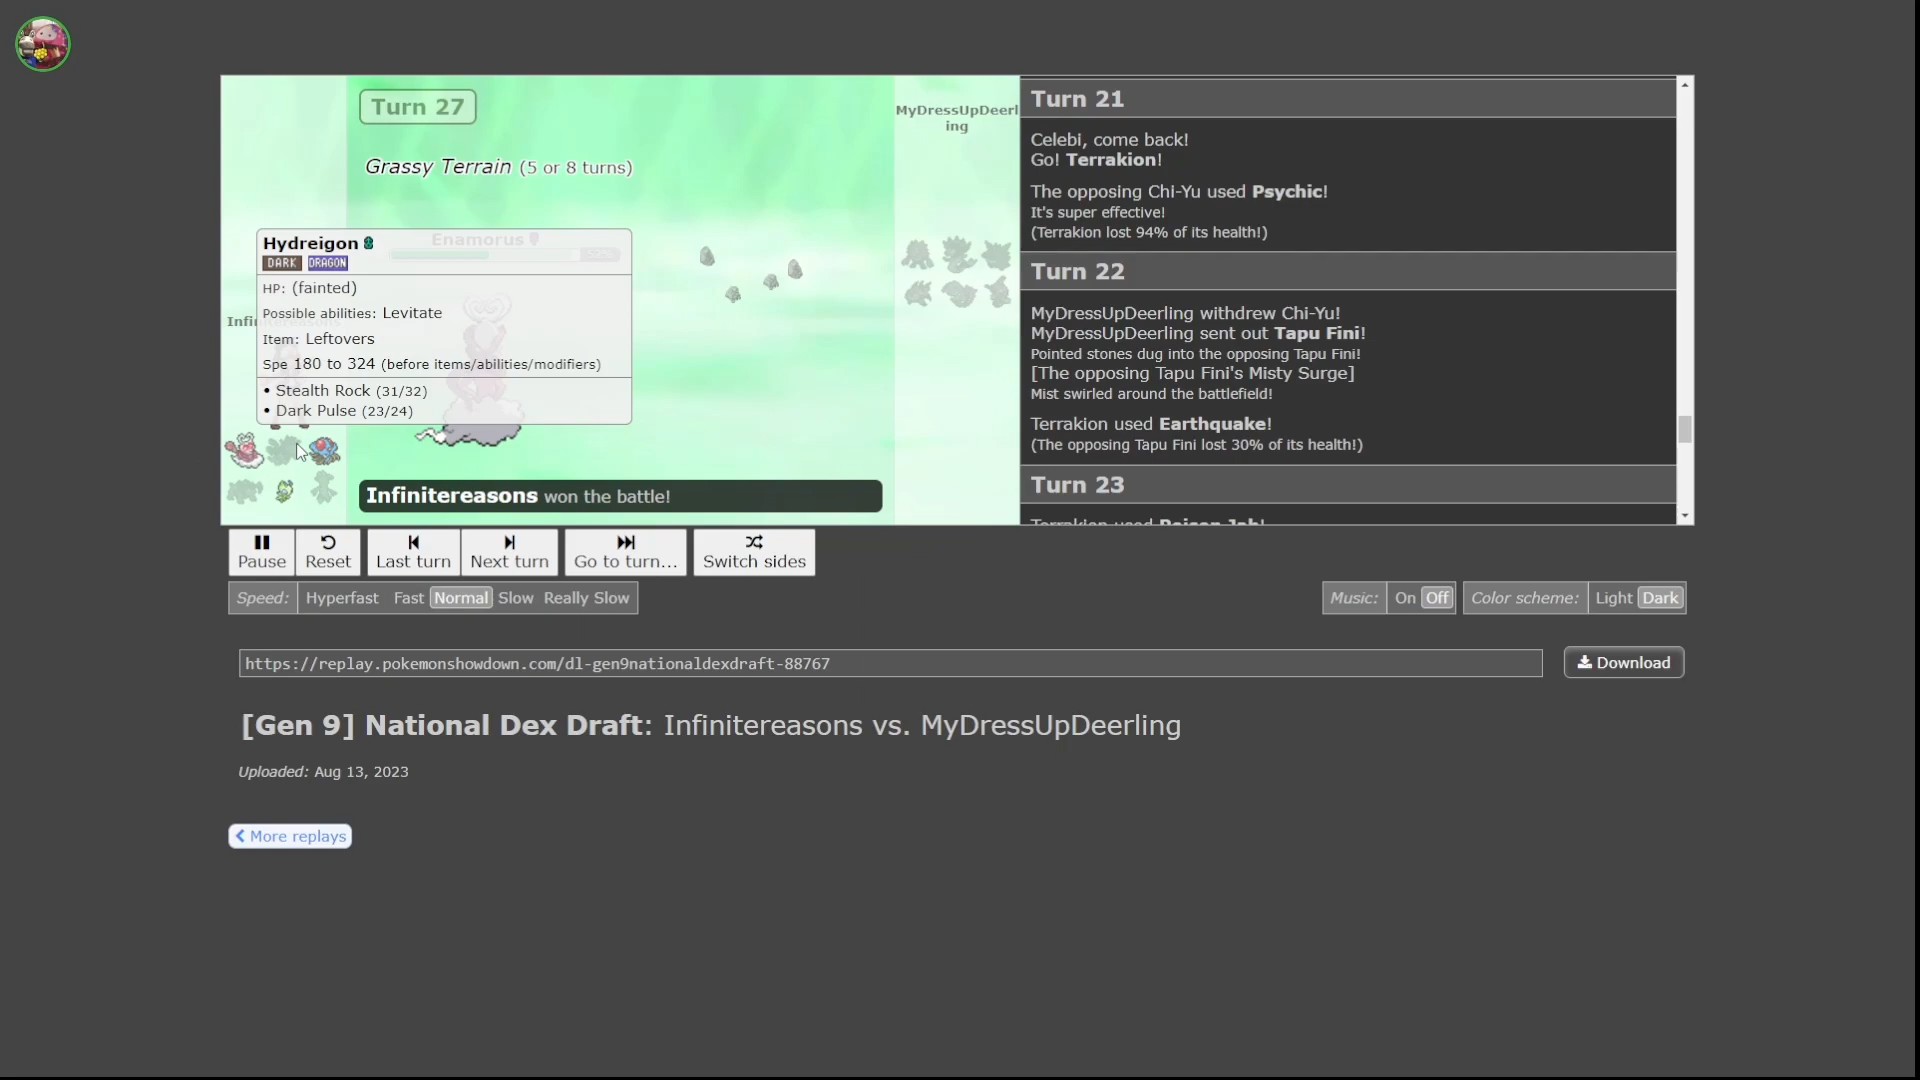 Turn 27
Grassy Terrain (5 or 8 turns)
MyDressUpDeerl
ing
Enamorus
Hydreigon
DARK DRAGON
HP: (fainted)
Possible abilities: Levitate
Item: Leftovers
Spe 180 to 324 (before items/abilities/modifiers)
• Stealth Rock (31/32)
• Dark Pulse (23/24)
Infinitereasons won the battle!
Turn 21
Celebi, come back!
Go! Terrakion!
The opposing Chi-Yu used Psychic!
It's super effective!
(Terrakion lost 94% of its health!)
Turn 22
MyDressUpDeerling withdrew Chi-Yu!
MyDressUpDeerling sent out Tapu Fini!
Pointed stones dug into the opposing Tapu Fini!
[The opposing Tapu Fini's Misty Surge]
Mist swirled around the battlefield!
Terrakion used Earthquake!
(The opposing Tapu Fini lost 30% of its health!)
Turn 23
Terrakion used Poison Jab!
Pause Reset Last turn Next turn Go to turn... Switch sides
Speed: Hyperfast Fast Normal Slow Really Slow
Music: On Off Color scheme: Light Dark
https://replay.pokemonshowdown.com/dl-gen9nationaldexdraft-88767
Download
[Gen 9] National Dex Draft: Infinitereasons vs. MyDressUpDeerling
Uploaded: Aug 13, 2023
More replays